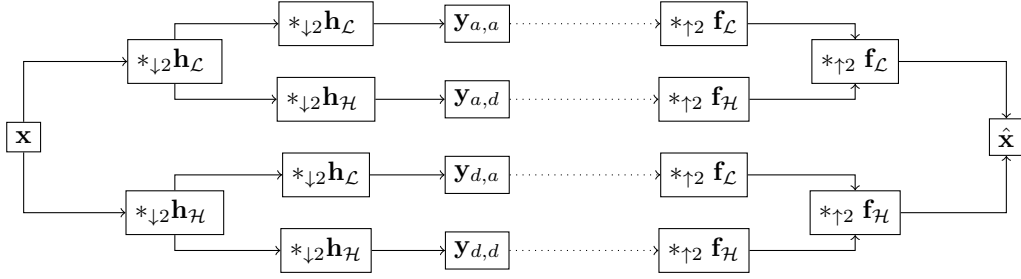 ∗↓2h_ℒ y_{a,a} ∗↑2 f_ℒ
∗↓2h_ℒ ∗↑2 f_ℒ
∗↓2h_ℋ y_{a,d} ∗↑2 f_ℋ
x x̂
∗↓2h_ℒ y_{d,a} ∗↑2 f_ℒ
∗↓2h_ℋ ∗↑2 f_ℋ
∗↓2h_ℋ y_{d,d} ∗↑2 f_ℋ